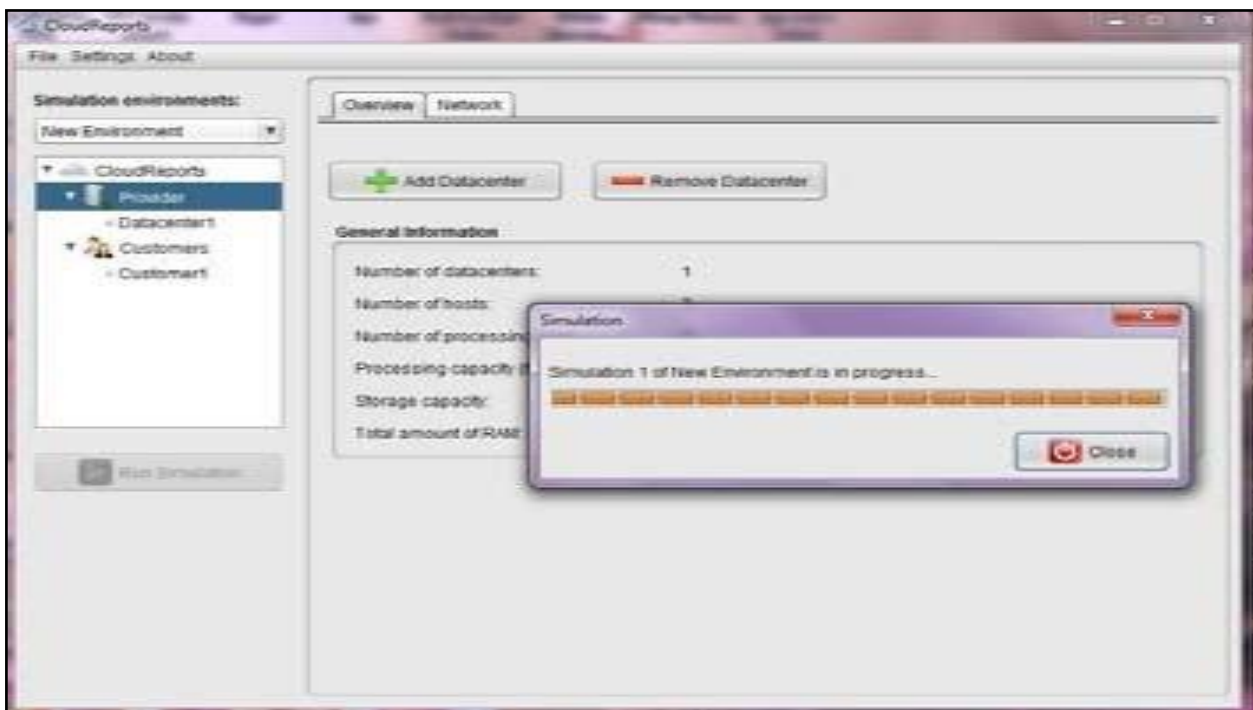 CloudReports
File Settings About
Simulation environments:
New Environment
CloudReports
Provider
Datacenter1
Customers
Customer1
Run Simulation
Overview Network
Add Datacenter Remove Datacenter
General Information
Number of datacenters: 1
Number of hosts:
Number of processing
Processing capacity
Storage capacity:
Total amount of RAM:
Simulation
Simulation 1 of New Environment is in progress...
Close